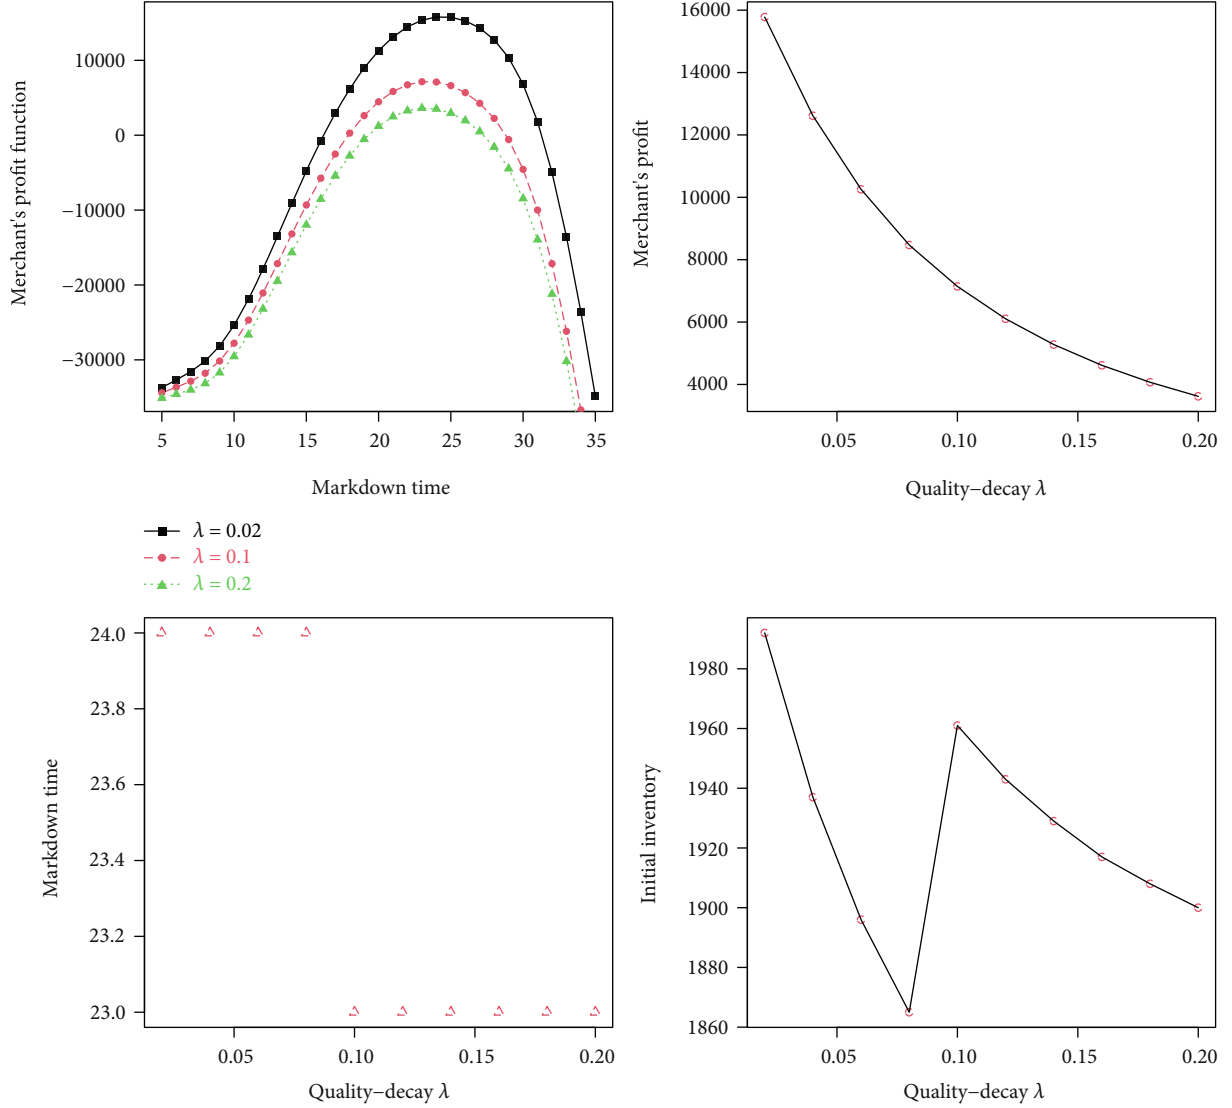 Merchant's profit function
10000
0
−10000
−20000
−30000
5 10 15 20 25 30 35
Markdown time
Merchant's profit
16000
14000
12000
10000
8000
6000
4000
0.05 0.10 0.15 0.20
Quality−decay λ
λ = 0.02
λ = 0.1
λ = 0.2
Markdown time
24.0
23.8
23.6
23.4
23.2
23.0
0.05 0.10 0.15 0.20
Quality−decay λ
Initial inventory
1980
1960
1940
1920
1900
1880
1860
0.05 0.10 0.15 0.20
Quality−decay λ